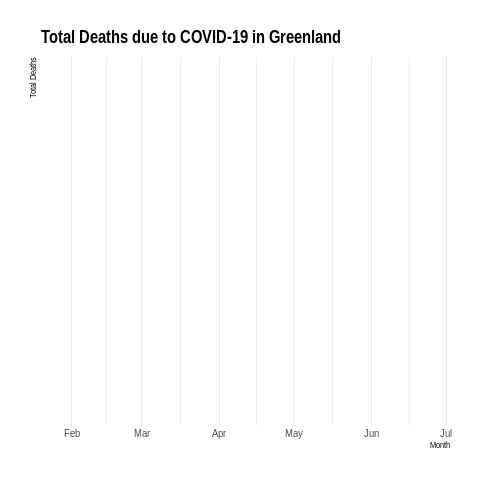 Total Deaths due to COVID-19 in Greenland
Total Deaths
Feb Mar Apr May Jun Jul
Month